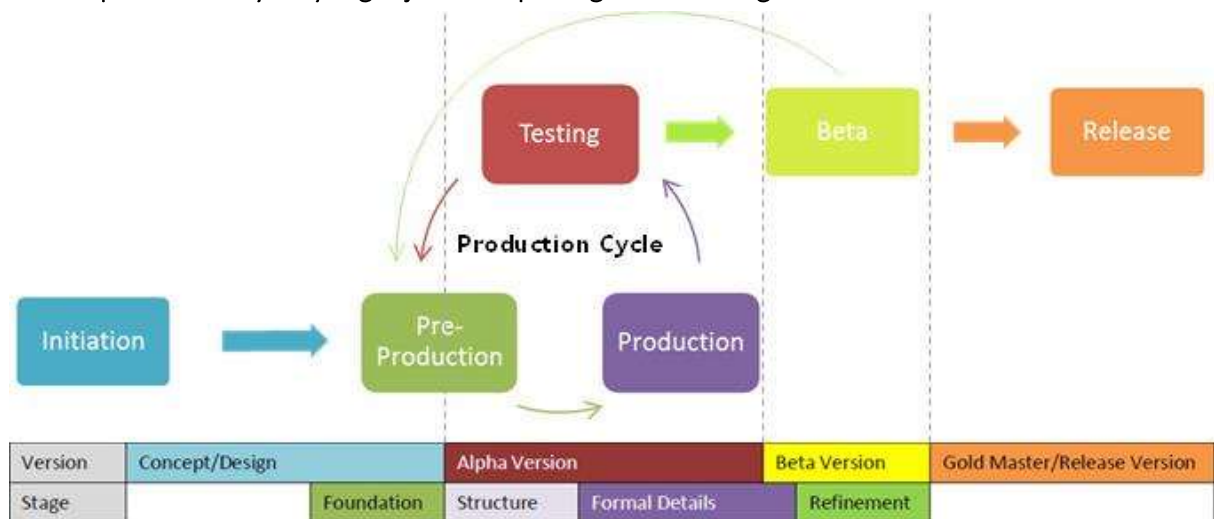 Testing
Beta
Release
Production Cycle
Initiation
Pre-
Production
Production
Version Concept/Design Alpha Version Beta Version Gold Master/Release Version
Stage Foundation Structure Formal Details Refinement